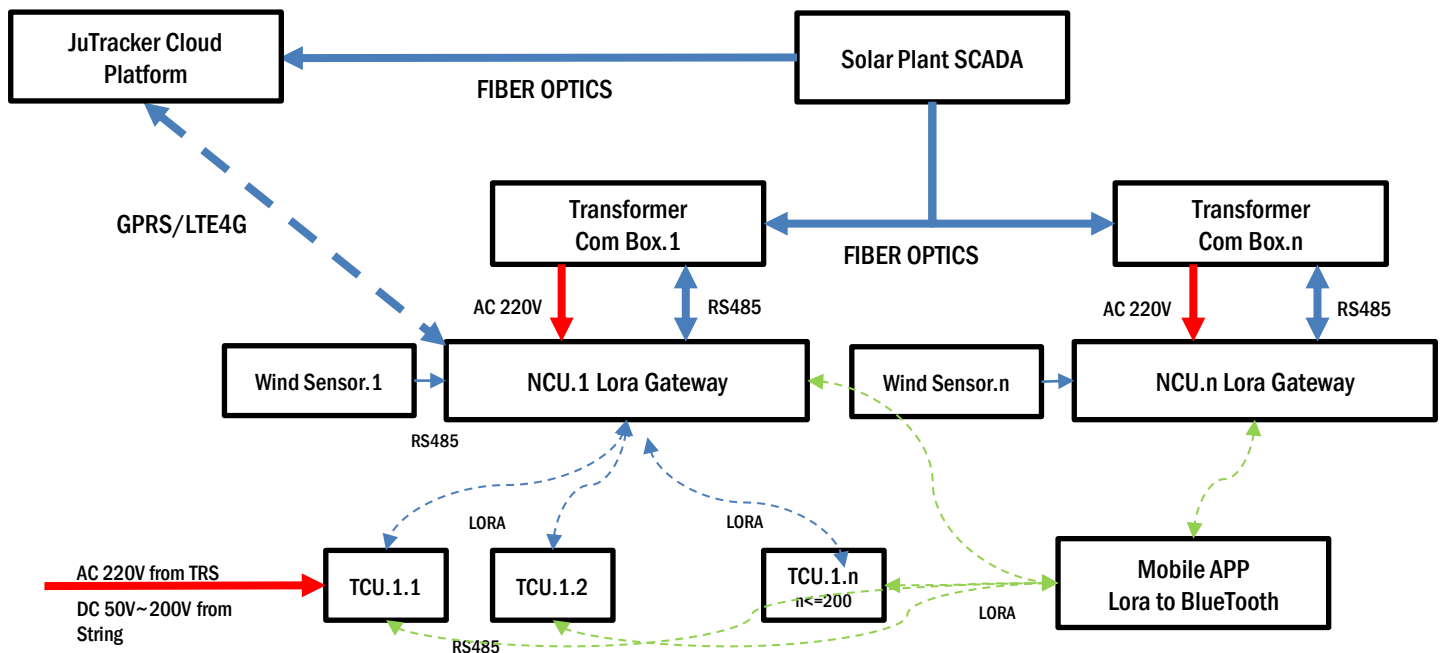 JuTracker Cloud
Platform
Solar Plant SCADA
FIBER OPTICS
GPRS/LTE4G
Transformer
Com Box.1
Transformer
Com Box.n
FIBER OPTICS
AC 220V
RS485
AC 220V
RS485
Wind Sensor.1
NCU.1 Lora Gateway
Wind Sensor.n
NCU.n Lora Gateway
RS485
LORA
LORA
AC 220V from TRS
DC 50V~200V from
String
TCU.1.1
TCU.1.2
TCU.1.n
n<=200
LORA
Mobile APP
Lora to BlueTooth
RS485